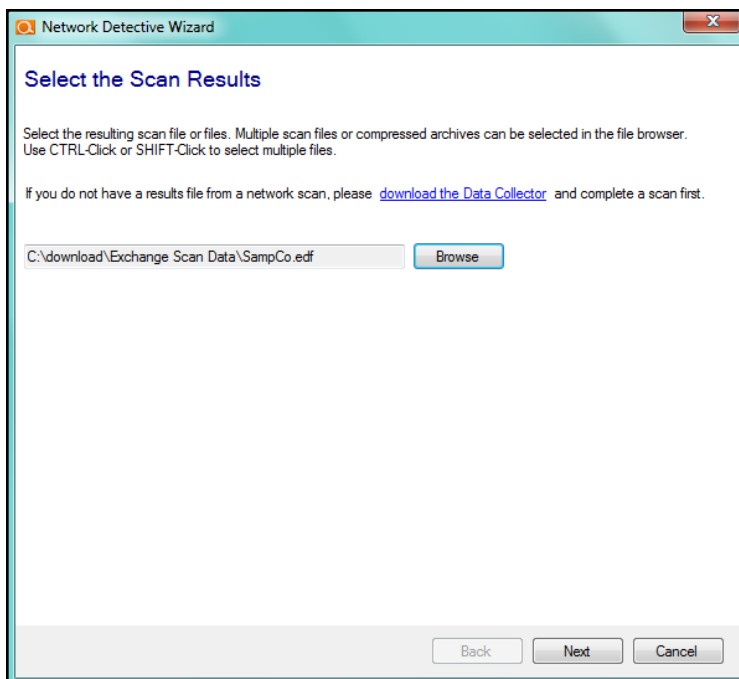 Network Detective Wizard
Select the Scan Results
Select the resulting scan file or files. Multiple scan files or compressed archives can be selected in the file browser.
Use CTRL-Click or SHIFT-Click to select multiple files.
If you do not have a results file from a network scan, please download the Data Collector and complete a scan first.
C:\download\Exchange Scan Data\SampCo.edf Browse
Back Next Cancel